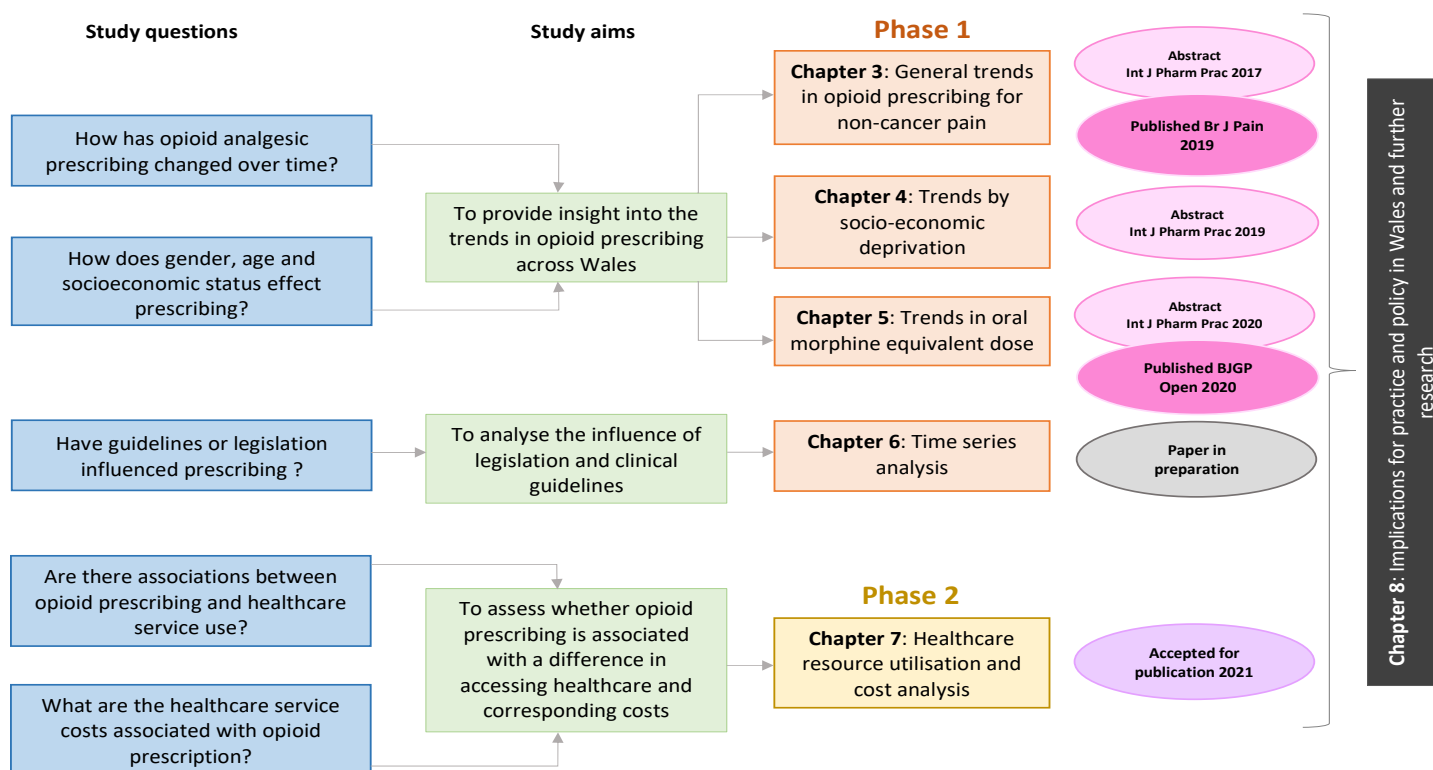 Study questions
Study aims
Phase 1
How has opioid analgesic
prescribing changed over time?
How does gender, age and
socioeconomic status effect
prescribing?
To provide insight into the
trends in opioid prescribing
across Wales
Chapter 3: General trends
in opioid prescribing for
non-cancer pain
Abstract
Int J Pharm Prac 2017
Published Br J Pain
2019
Chapter 4: Trends by
socio-economic
deprivation
Abstract
Int J Pharm Prac 2019
Chapter 5: Trends in oral
morphine equivalent dose
Abstract
Int J Pharm Prac 2020
Published BJGP
Open 2020
Have guidelines or legislation
influenced prescribing ?
To analyse the influence of
legislation and clinical
guidelines
Chapter 6: Time series
analysis
Paper in
preparation
Are there associations between
opioid prescribing and healthcare
service use?
What are the healthcare service
costs associated with opioid
prescription?
To assess whether opioid
prescribing is associated
with a difference in
accessing healthcare and
corresponding costs
Phase 2
Chapter 7: Healthcare
resource utilisation and
cost analysis
Accepted for
publication 2021
Chapter 8: Implications for practice and policy in Wales and further
research